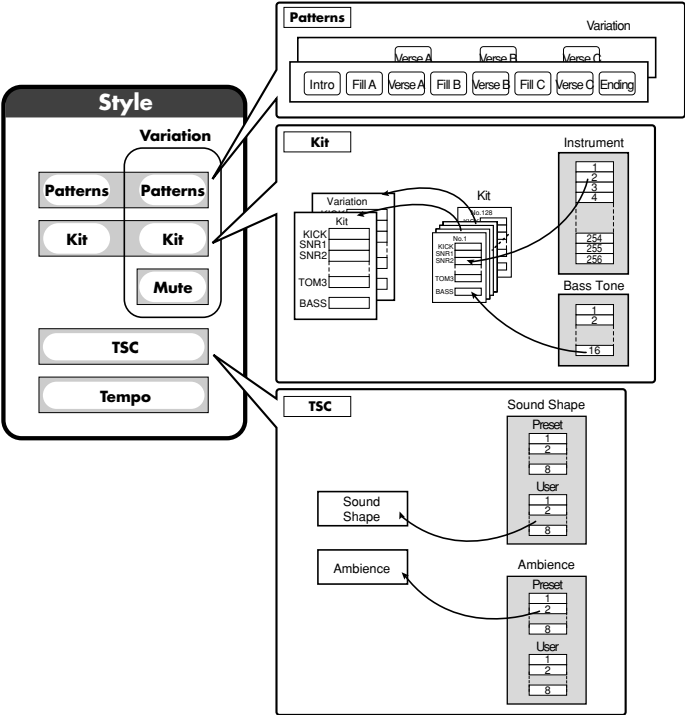 Style
Variation
Patterns Patterns
Kit Kit
Mute
TSC
Tempo
Patterns
Variation
Verse A Verse B Verse C
Intro Fill A Verse A Fill B Verse B Fill C Verse C Ending
Kit
Variation
Kit
KICK
SNR1
SNR2
TOM3
BASS
Kit
No.128
No.1
KICK
SNR1
SNR2
TOM3
BASS
Instrument
1
2
3
4
254
255
256
Bass Tone
1
2
16
TSC
Sound
Shape
Ambience
Sound Shape
Preset
1
2
8
User
1
2
8
Ambience
Preset
1
2
8
User
1
2
8